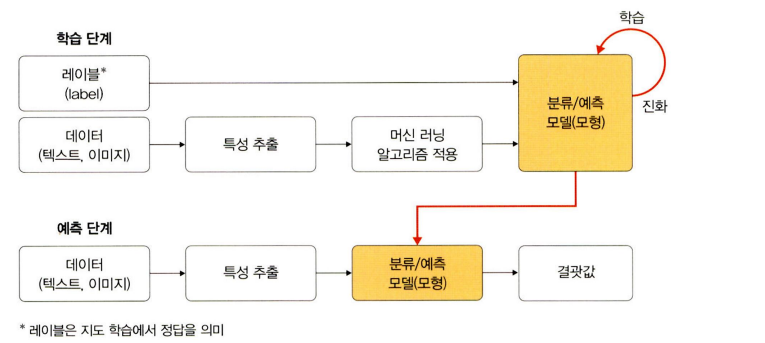 학습
학습 단계
레이블*
(label)
분류/예측
모델(모형)
진화
데이터
(텍스트, 이미지)
특성 추출
머신 러닝
알고리즘 적용
예측 단계
데이터
(텍스트, 이미지)
특성 추출
분류/예측
모델(모형)
결괏값
* 레이블은 지도 학습에서 정답을 의미